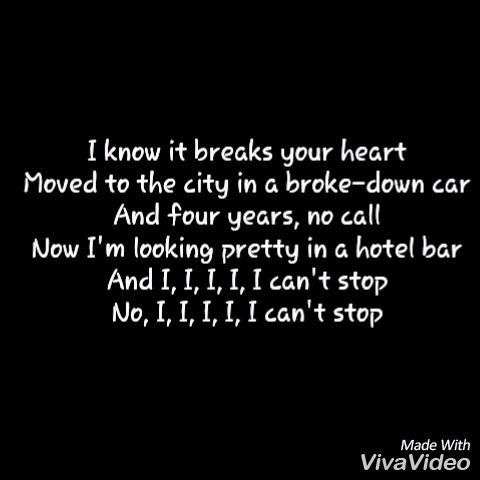 I know it breaks your heart
Moved to the city in a broke-down car
And four years, no call
Now I'm looking pretty in a hotel bar
And I, I, I, I, I can't stop
No, I, I, I, I, I can't stop
Made With
VivaVideo